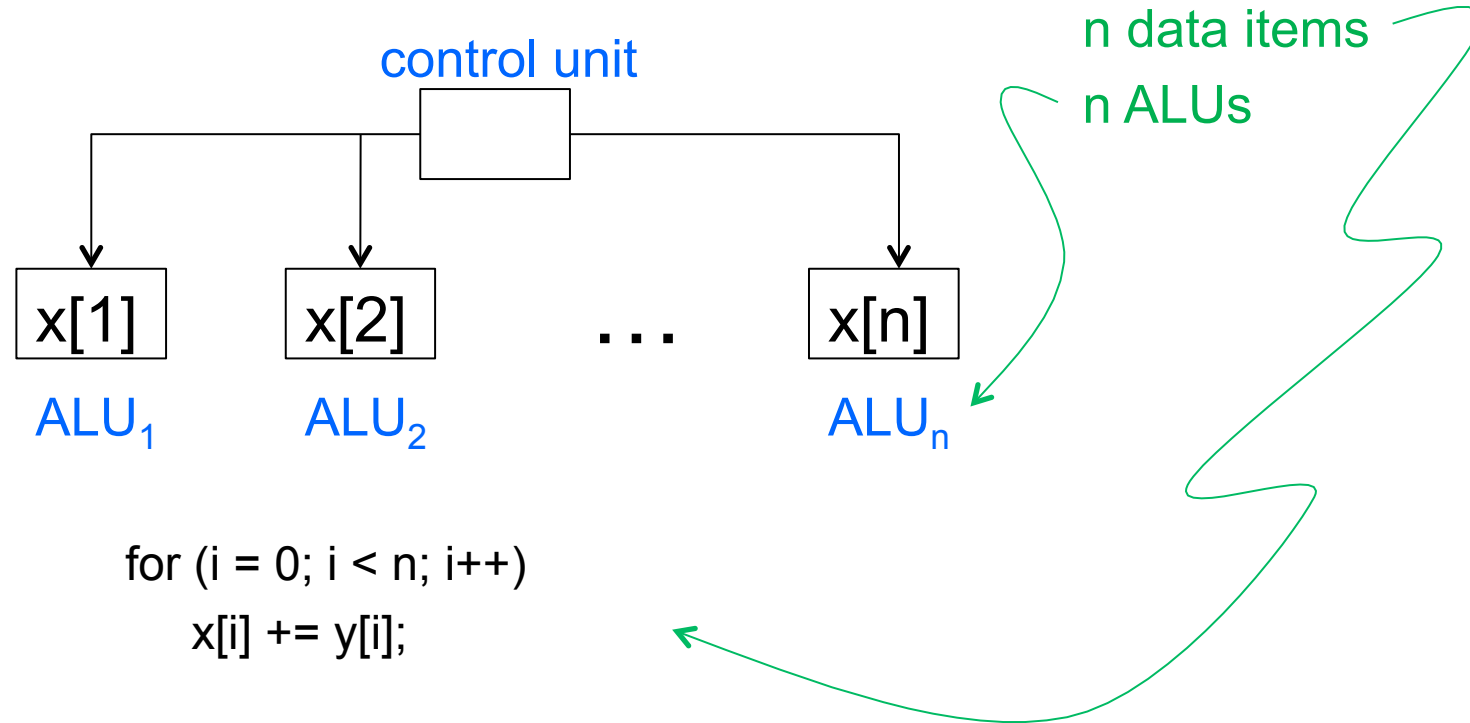 n data items
control unit
n ALUs
x[1] x[2] ... x[n]
ALU₁ ALU₂ ALUₙ
for (i = 0; i < n; i++)
x[i] += y[i];